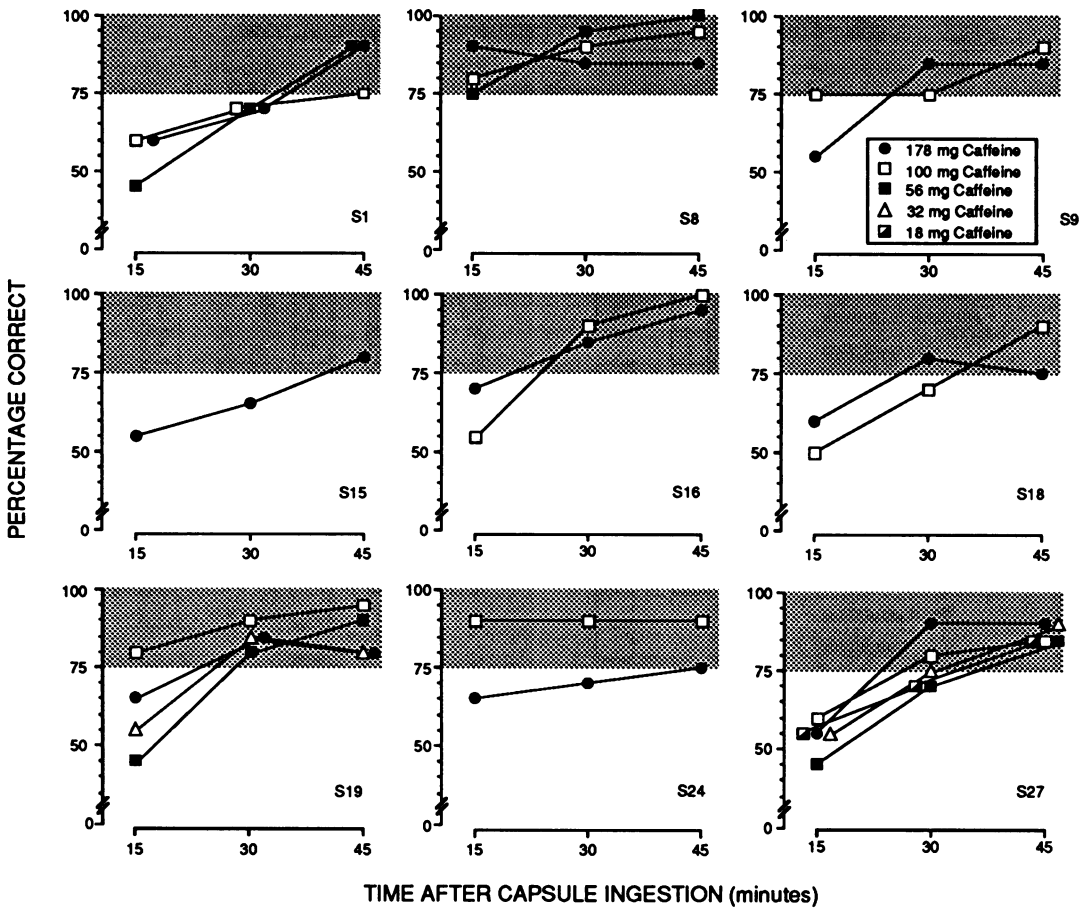 PERCENTAGE CORRECT
100
75
50
0
15 30 45
S1
100
75
50
0
15 30 45
S8
100
75
50
0
15 30 45
S9
178 mg Caffeine
100 mg Caffeine
56 mg Caffeine
32 mg Caffeine
18 mg Caffeine
100
75
50
0
15 30 45
S15
100
75
50
0
15 30 45
S16
100
75
50
0
15 30 45
S18
100
75
50
0
15 30 45
S19
100
75
50
0
15 30 45
S24
100
75
50
0
15 30 45
S27
TIME AFTER CAPSULE INGESTION (minutes)